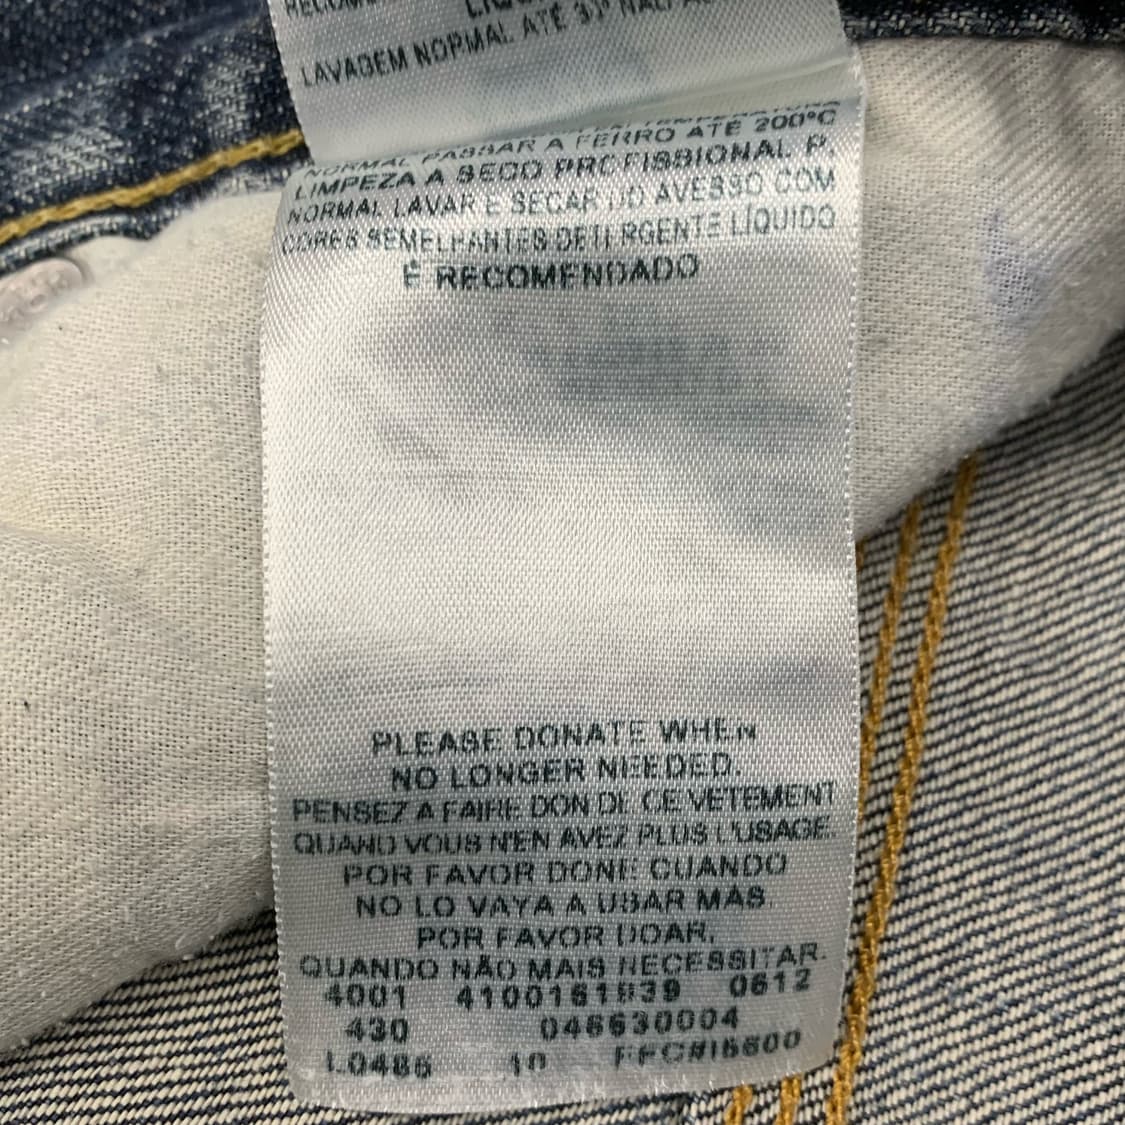 LAVAGEM NORMAL ATÉ
NORMAL PASSAR A FERRO ATÉ 200°C
LIMPEZA A SECO PROFISSIONAL P.
NORMAL LAVAR E SECAR DO AVESSO COM
CORES SEMELHANTES DETERGENTE LÍQUIDO
É RECOMENDADO
PLEASE DONATE WHEN
NO LONGER NEEDED.
PENSEZ A FAIRE DON DE CE VETEMENT
QUAND VOUS N'EN AVEZ PLUS L'USAGE.
POR FAVOR DONE CUANDO
NO LO VAYA A USAR MAS.
POR FAVOR DOAR,
QUANDO NÃO MAIS NECESSITAR.
4001 0612
430 046630004
L0486 10